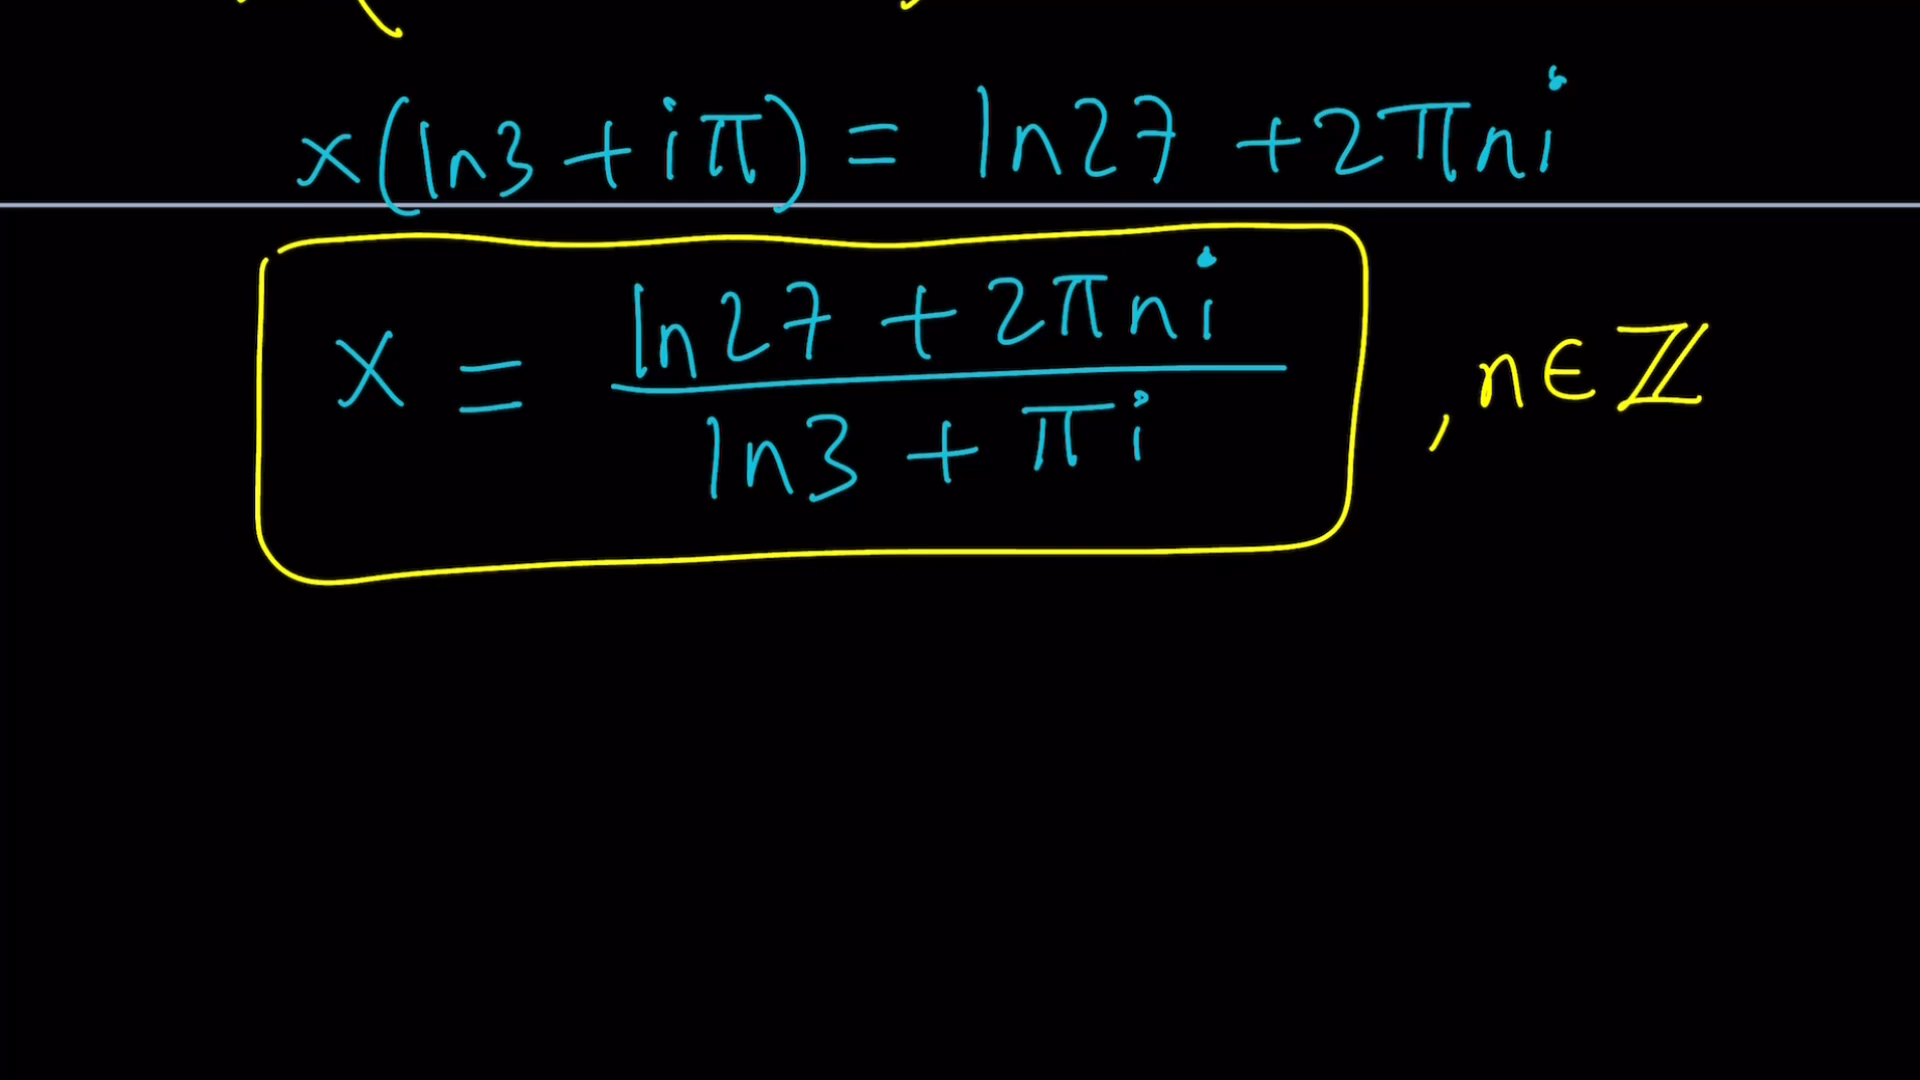 x(ln3 + iπ) = ln27 + 2πni
x = (ln27 + 2πni)/(ln3 + πi) , n∈ℤ